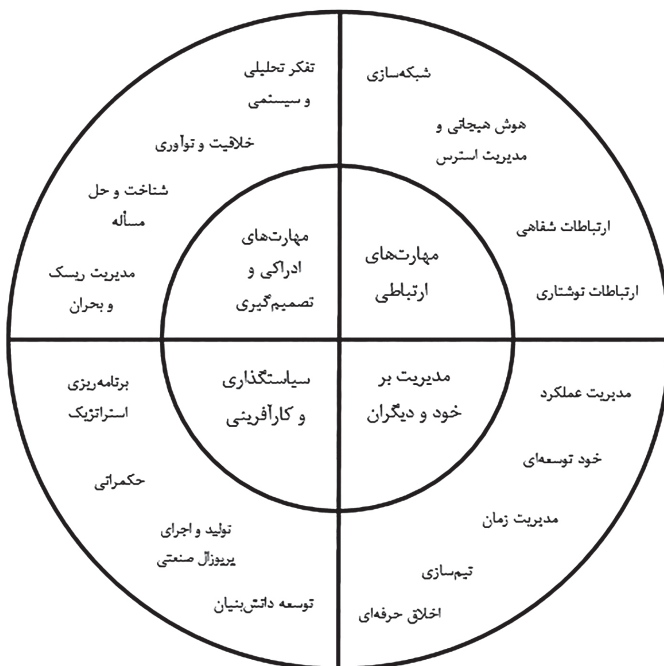 شبکه‌سازی
هوش هیجانی و
مدیریت استرس
ارتباطات شفاهی
ارتباطات نوشتاری
مهارت‌های
ارتباطی
تفکر تحلیلی
و سیستمی
خلاقیت و نوآوری
شناخت و حل
مسأله
مدیریت ریسک
و بحران
مهارت‌های
ادراکی و
تصمیم‌گیری
مدیریت بر
خود و دیگران
مدیریت عملکرد
خود توسعه‌ای
مدیریت زمان
تیم‌سازی
اخلاق حرفه‌ای
سیاستگذاری
و کارآفرینی
برنامه‌ریزی
استراتژیک
حکمرانی
تولید و اجرای
پروپوزال صنعتی
توسعه دانش‌بنیان